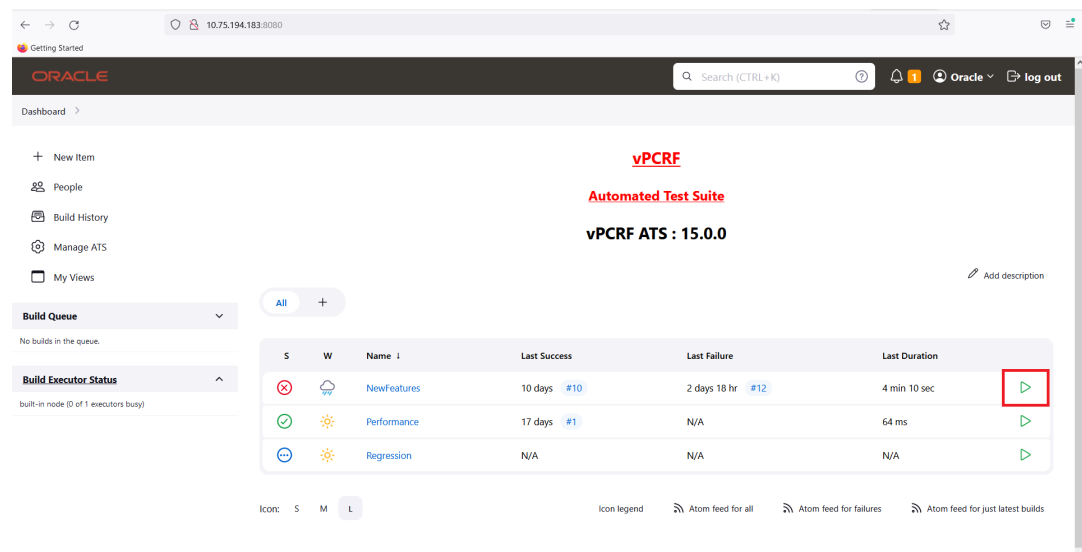 10.75.194.183:8080
Getting Started
ORACLE
Search (CTRL+K)
1
Oracle
log out
Dashboard
New Item
People
Build History
Manage ATS
My Views
Build Queue
No builds in the queue.
Build Executor Status
built-in node (0 of 1 executors busy)
vPCRF
Automated Test Suite
vPCRF ATS : 15.0.0
Add description
All +
S W Name ↓ Last Success Last Failure Last Duration
NewFeatures 10 days #10 2 days 18 hr #12 4 min 10 sec
Performance 17 days #1 N/A 64 ms
Regression N/A N/A N/A
Icon: S M L
Icon legend Atom feed for all Atom feed for failures Atom feed for just latest builds